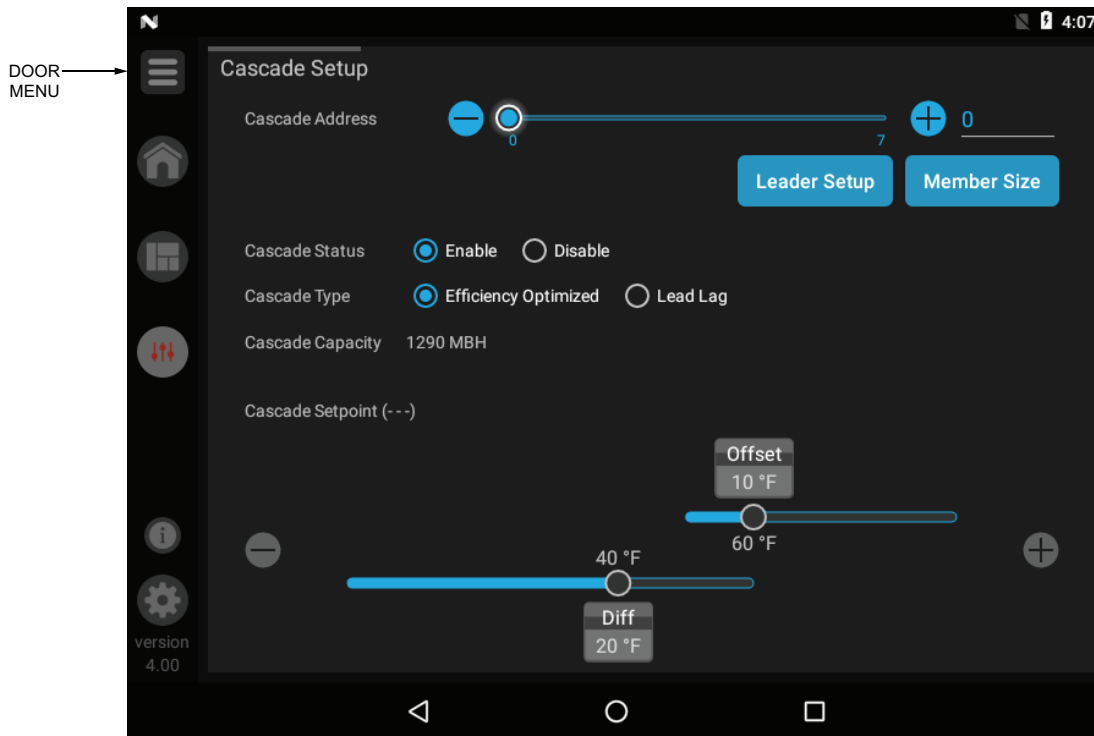 4:07
DOOR
MENU
Cascade Setup
Cascade Address
0
0
7
Leader Setup
Member Size
Cascade Status
Enable
Disable
Cascade Type
Efficiency Optimized
Lead Lag
Cascade Capacity
1290 MBH
Cascade Setpoint (---)
Offset
10 °F
60 °F
40 °F
Diff
20 °F
version
4.00